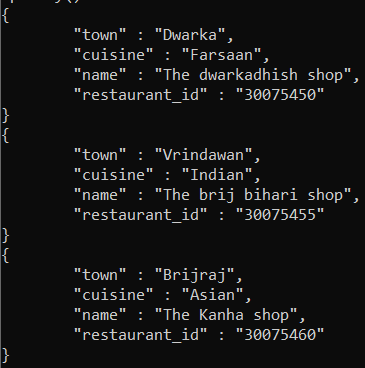 {
"town" : "Dwarka",
"cuisine" : "Farsaan",
"name" : "The dwarkadhish shop",
"restaurant_id" : "30075450"
}
{
"town" : "Vrindawan",
"cuisine" : "Indian",
"name" : "The brij bihari shop",
"restaurant_id" : "30075455"
}
{
"town" : "Brijraj",
"cuisine" : "Asian",
"name" : "The Kanha shop",
"restaurant_id" : "30075460"
}